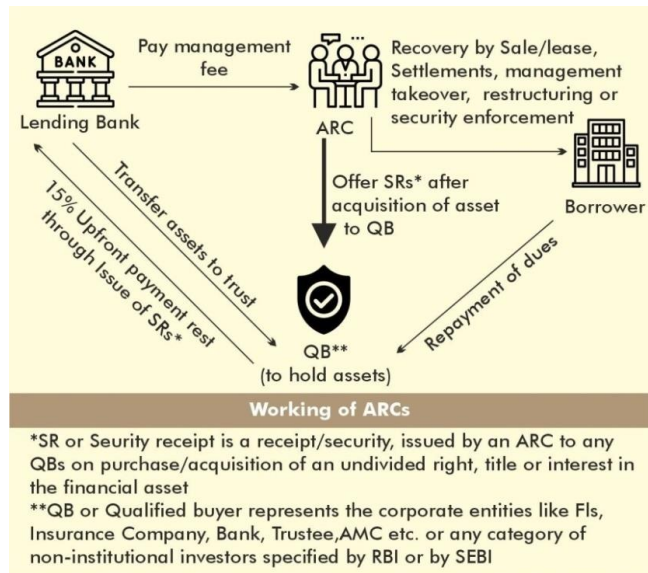 BANK
Pay management
fee
Lending Bank
ARC
Recovery by Sale/lease,
Settlements, management
takeover, restructuring or
security enforcement
Borrower
Offer SRs* after
acquisition of asset
to QB
Transfer assets to trust
15% Upfront payment rest
through Issue of SRs*
Repayment of dues
QB**
(to hold assets)
Working of ARCs
*SR or Seurity receipt is a receipt/security, issued by an ARC to any
QBs on purchase/acquisition of an undivided right, title or interest in
the financial asset
**QB or Qualified buyer represents the corporate entities like FIs,
Insurance Company, Bank, Trustee,AMC etc. or any category of
non-institutional investors specified by RBI or by SEBI